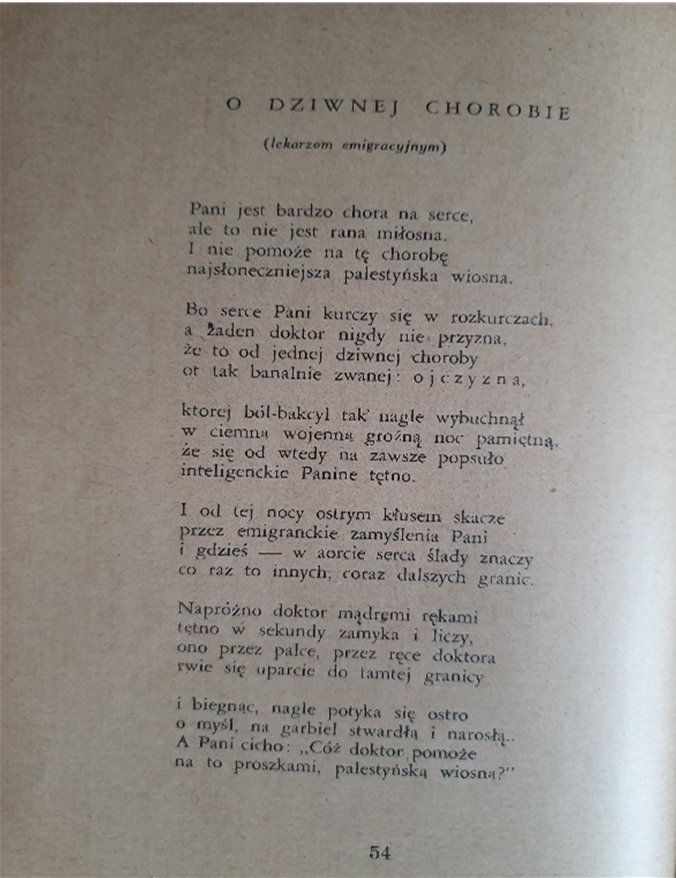 O DZIWNEJ CHOROBIE
(lekarzom emigracyjnym)
Pani jest bardzo chora na serce,
ale to nie jest rana miłosna.
I nie pomoże na tę chorobę
najsłoneczniejsza palestyńska wiosna.
Bo serce Pani kurczy się w rozkurczach,
a żaden doktor nigdy nie przyzna,
że to od jednej dziwnej choroby
ot tak banalnie zwanej: o j c z y z n a,
ktorej ból-bakcyl tak nagle wybuchnął
w ciemną wojenną groźną noc pamiętną,
że się od wtedy na zawsze popsuło
inteligenckie Panine tętno.
I od tej nocy ostrym kłusem skacze
przez emigranckie zamyślenia Pani
i gdzieś — w aorcie serca ślady znaczy
co raz to innych, coraz dalszych granic.
Napróżno doktor mądremi rękami
tętno w sekundy zamyka i liczy,
ono przez palce, przez ręce doktora
rwie się uparcie do tamtej granicy
i biegnąc, nagle potyka się ostro
o myśl, na garbiel stwardłą i narosłą..
A Pani cicho: „Cóż doktor pomoże
na to proszkami, palestyńską wiosną?"
54